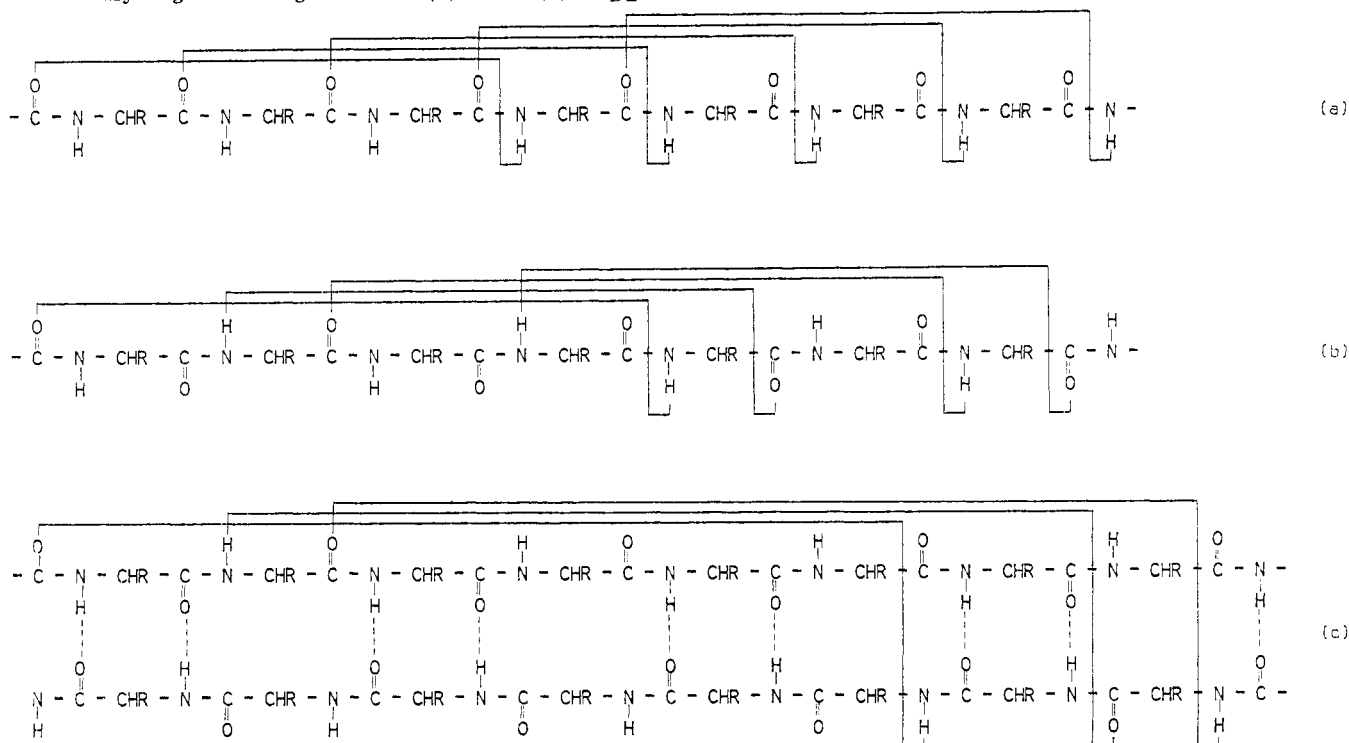 O O O O O O O O
- C - N - CHR - C - N - CHR - C - N - CHR - C - N - CHR - C - N - CHR - C - N - CHR - C - N - CHR - C - N - (a)
H H H H H H H H
O H O H O H O H
- C - N - CHR - C - N - CHR - C - N - CHR - C - N - CHR - C - N - CHR - C - N - CHR - C - N - CHR - C - N - (b)
H O H O H O H O
O H O H O H O H O
- C - N - CHR - C - N - CHR - C - N - CHR - C - N - CHR - C - N - CHR - C - N - CHR - C - N - CHR - C - N - CHR - C - N -
H O H O H O H O H
(c)
O H O H O H O H O
N - C - CHR - N - C - CHR - N - C - CHR - N - C - CHR - N - C - CHR - N - C - CHR - N - C - CHR - N - C - CHR - N - C -
H O H O H O H O H